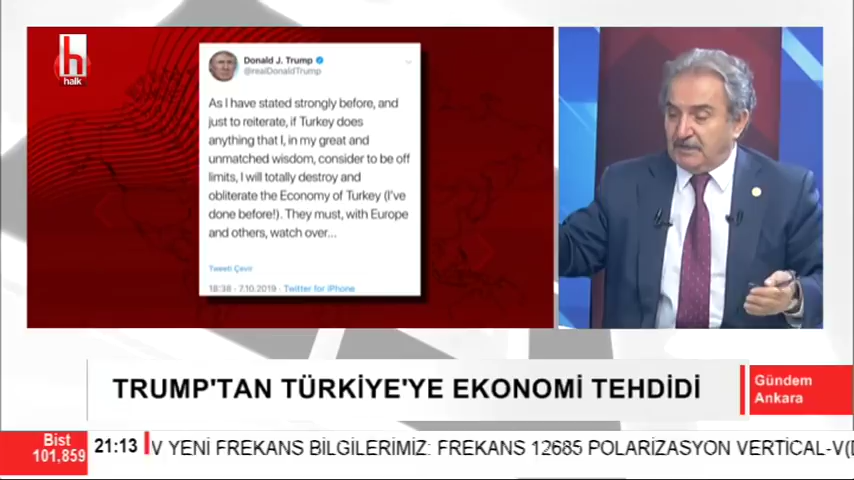 h
halk
Donald J. Trump
@realDonaldTrump
As I have stated strongly before, and
just to reiterate, if Turkey does
anything that I, in my great and
unmatched wisdom, consider to be off
limits, I will totally destroy and
obliterate the Economy of Turkey (I've
done before!). They must, with Europe
and others, watch over...
Tweeti Çevir
18:38 · 7.10.2019 · Twitter for iPhone
TRUMP'TAN TÜRKİYE'YE EKONOMİ TEHDİDİ
Gündem
Ankara
Bist
101,859
21:13
V YENİ FREKANS BİLGİLERİMİZ: FREKANS 12685 POLARİZASYON VERTICAL-V(D